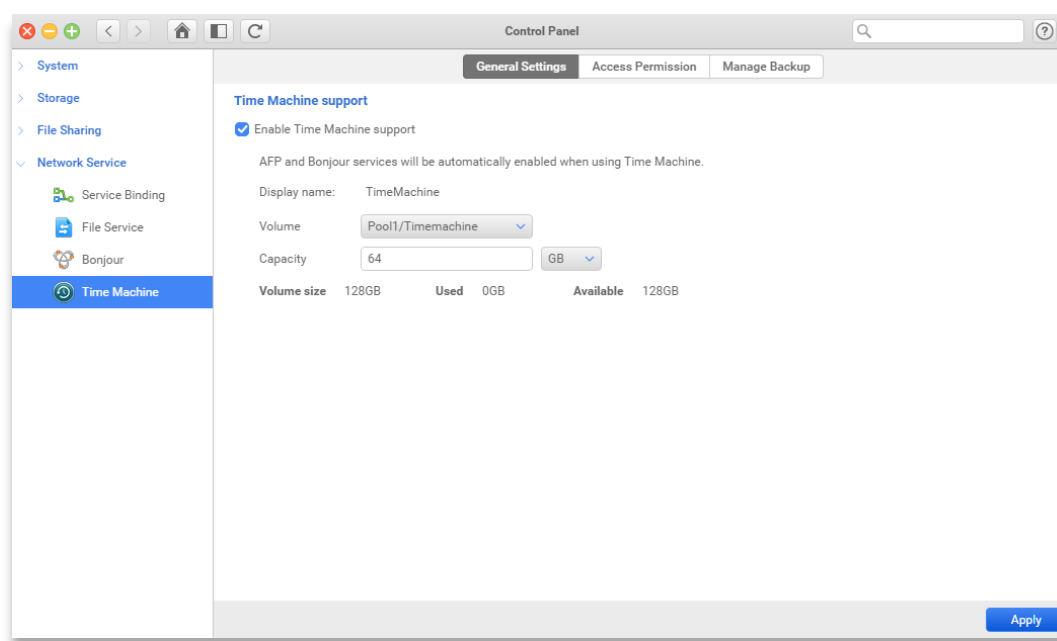 Control Panel
?
System
Storage
File Sharing
Network Service
Service Binding
File Service
Bonjour
Time Machine
General Settings Access Permission Manage Backup
Time Machine support
Enable Time Machine support
AFP and Bonjour services will be automatically enabled when using Time Machine.
Display name: TimeMachine
Volume Pool1/Timemachine
Capacity 64 GB
Volume size 128GB Used 0GB Available 128GB
Apply